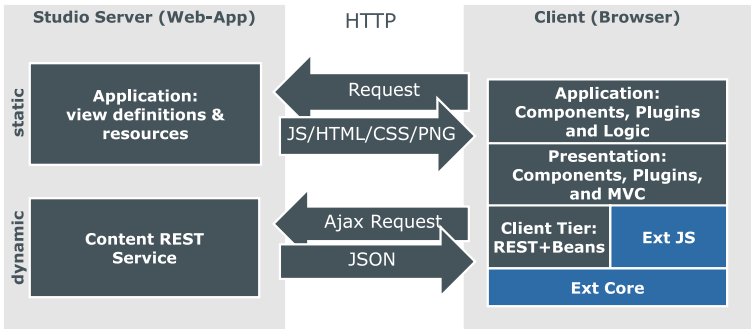 Studio Server (Web-App)
HTTP
Client (Browser)
static
Application:
view definitions &
resources
Request
JS/HTML/CSS/PNG
Application:
Components, Plugins
and Logic
Presentation:
Components, Plugins,
and MVC
dynamic
Content REST
Service
Ajax Request
JSON
Client Tier:
REST+Beans
Ext JS
Ext Core